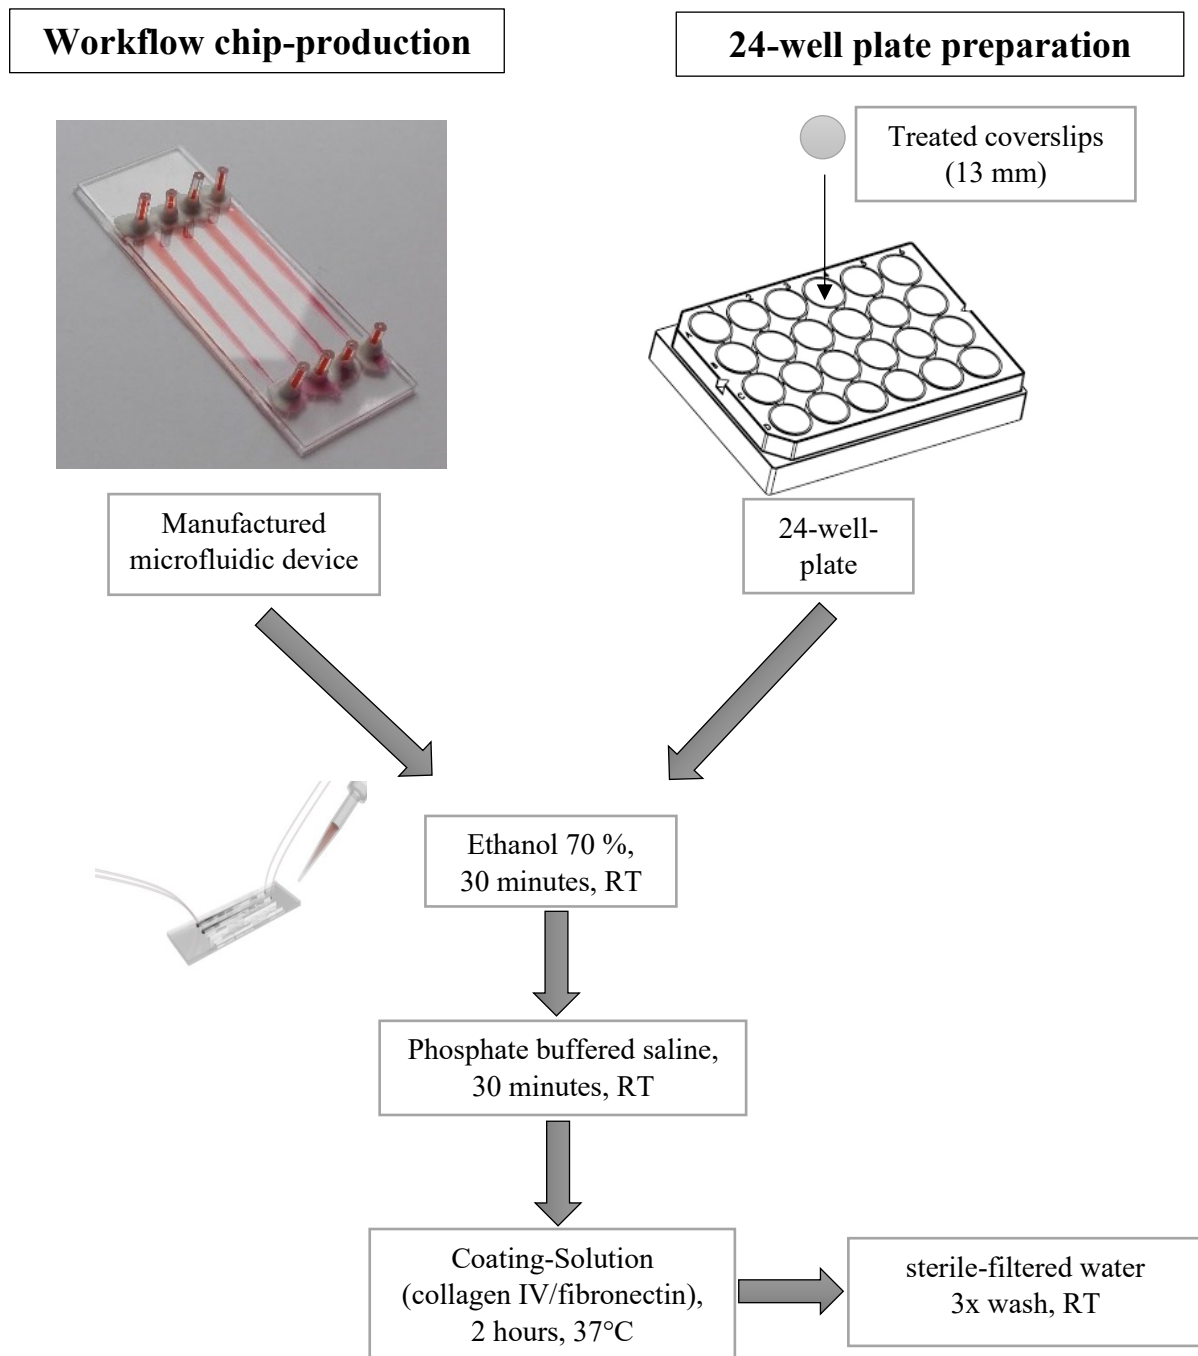 Workflow chip-production
24-well plate preparation
Treated coverslips
(13 mm)
Manufactured
microfluidic device
24-well-
plate
Ethanol 70 %,
30 minutes, RT
Phosphate buffered saline,
30 minutes, RT
Coating-Solution
(collagen IV/fibronectin),
2 hours, 37°C
sterile-filtered water
3x wash, RT